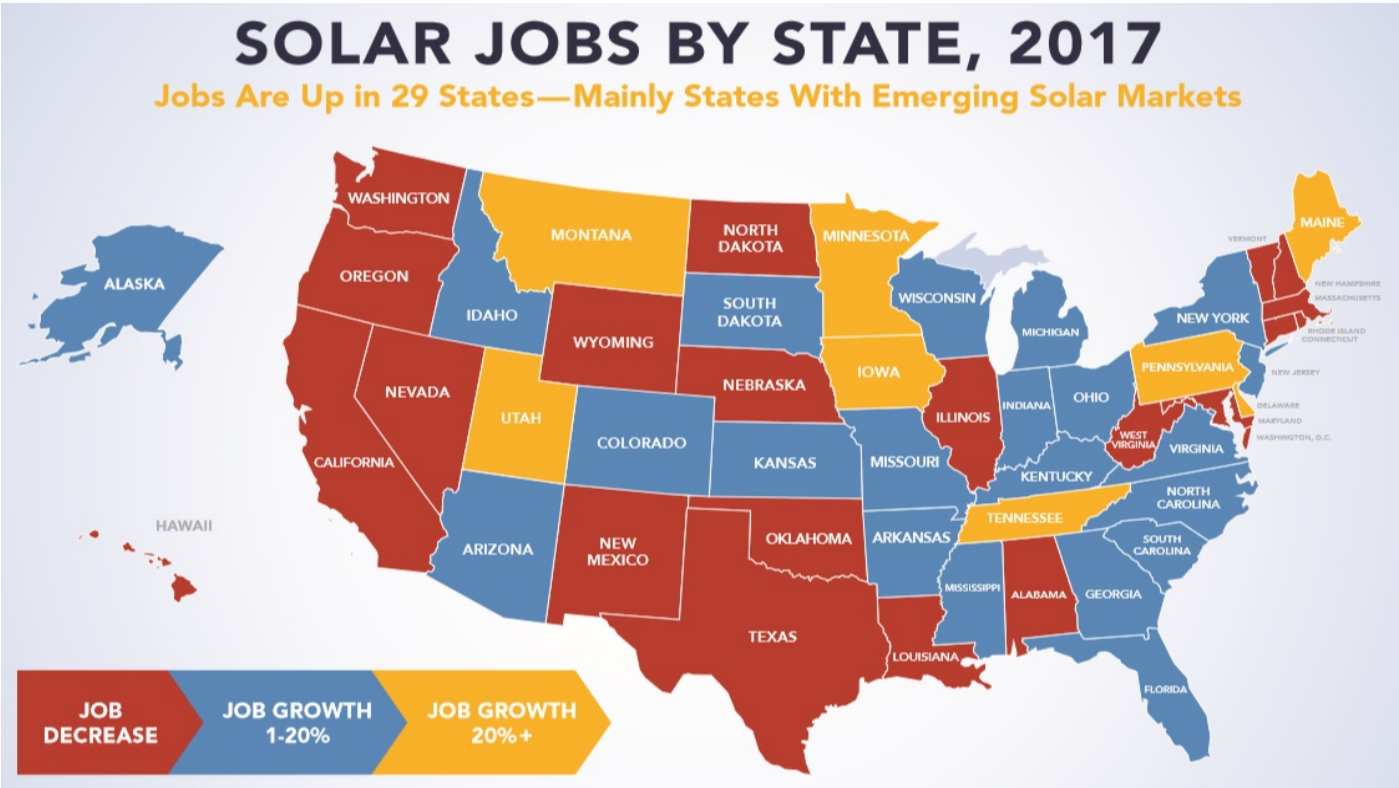 SOLAR JOBS BY STATE, 2017
Jobs Are Up in 29 States—Mainly States With Emerging Solar Markets
WASHINGTON
MONTANA
NORTH
DAKOTA
MINNESOTA
MAINE
VERMONT
ALASKA
OREGON
IDAHO
SOUTH
DAKOTA
WISCONSIN
MICHIGAN
NEW YORK
NEW HAMPSHIRE
MASSACHUSETTS
RHODE ISLAND
CONNECTICUT
WYOMING
NEVADA
UTAH
NEBRASKA
IOWA
ILLINOIS
INDIANA
OHIO
PENNSYLVANIA
NEW JERSEY
DELAWARE
MARYLAND
WASHINGTON, D.C.
CALIFORNIA
COLORADO
KANSAS
MISSOURI
KENTUCKY
WEST
VIRGINIA
VIRGINIA
HAWAII
ARIZONA
NEW
MEXICO
OKLAHOMA
ARKANSAS
TENNESSEE
NORTH
CAROLINA
SOUTH
CAROLINA
TEXAS
LOUISIANA
MISSISSIPPI
ALABAMA
GEORGIA
FLORIDA
JOB
DECREASE
JOB GROWTH
1-20%
JOB GROWTH
20%+